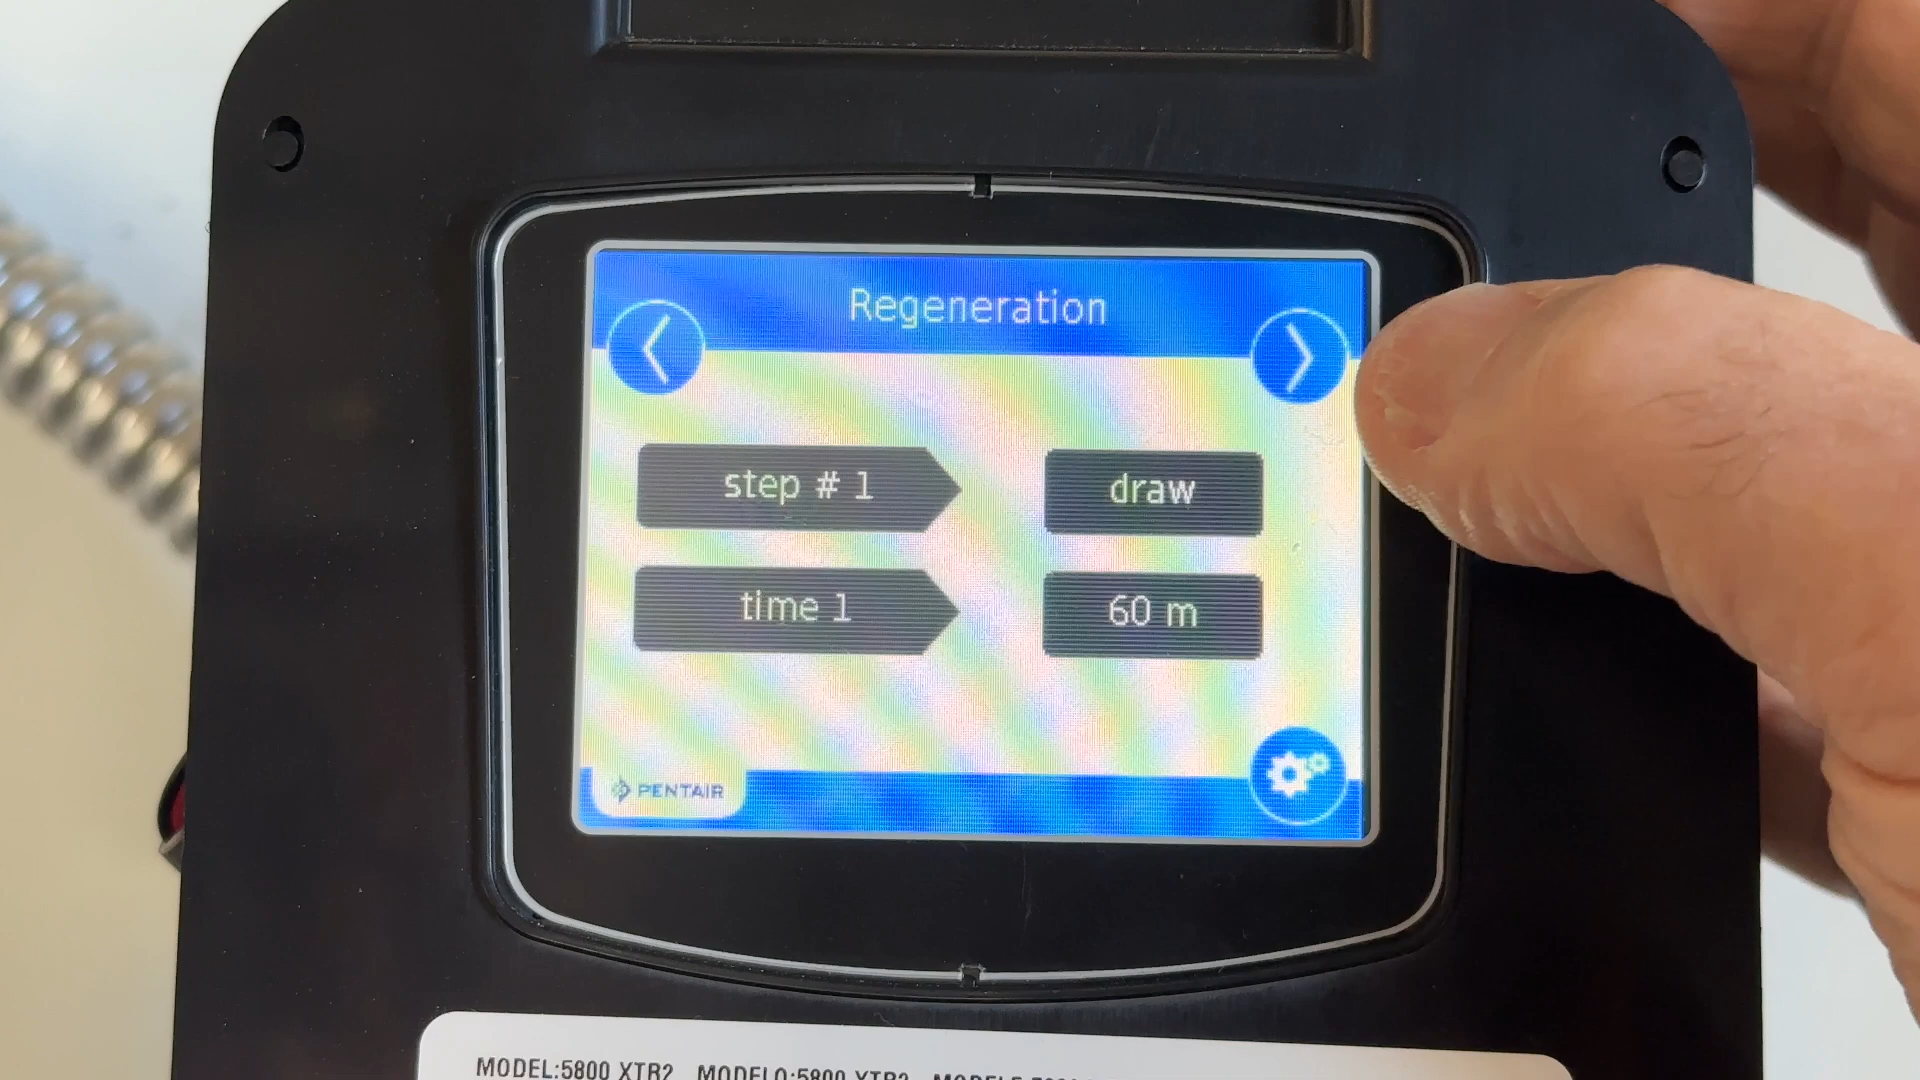 Regeneration
step # 1
draw
time 1
60 m
PENTAIR
MODEL:5800 XTR2 MODELO:5800 XTR2